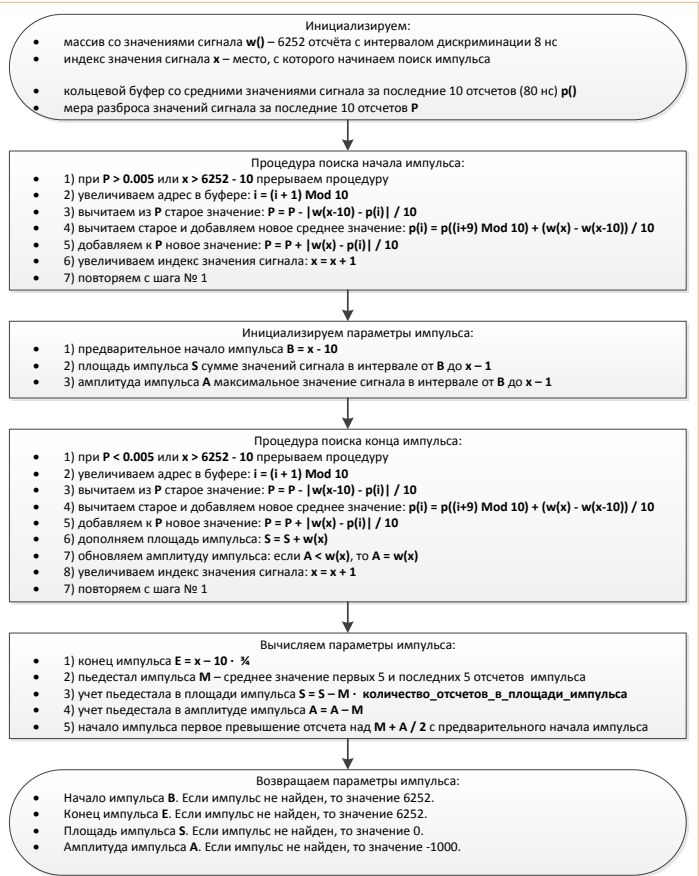 Инициализируем:
• массив со значениями сигнала w() – 6252 отсчёта с интервалом дискриминации 8 нс
• индекс значения сигнала x – место, с которого начинаем поиск импульса
• кольцевой буфер со средними значениями сигнала за последние 10 отсчетов (80 нс) p()
• мера разброса значений сигнала за последние 10 отсчетов P
Процедура поиска начала импульса:
• 1) при P > 0.005 или x > 6252 - 10 прерываем процедуру
• 2) увеличиваем адрес в буфере: i = (i + 1) Mod 10
• 3) вычитаем из P старое значение: P = P - |w(x-10) - p(i)| / 10
• 4) вычитаем старое и добавляем новое среднее значение: p(i) = p((i+9) Mod 10) + (w(x) - w(x-10)) / 10
• 5) добавляем к P новое значение: P = P + |w(x) - p(i)| / 10
• 6) увеличиваем индекс значения сигнала: x = x + 1
• 7) повторяем с шага № 1
Инициализируем параметры импульса:
• 1) предварительное начало импульса B = x - 10
• 2) площадь импульса S сумме значений сигнала в интервале от B до x – 1
• 3) амплитуда импульса A максимальное значение сигнала в интервале от B до x – 1
Процедура поиска конца импульса:
• 1) при P < 0.005 или x > 6252 - 10 прерываем процедуру
• 2) увеличиваем адрес в буфере: i = (i + 1) Mod 10
• 3) вычитаем из P старое значение: P = P - |w(x-10) - p(i)| / 10
• 4) вычитаем старое и добавляем новое среднее значение: p(i) = p((i+9) Mod 10) + (w(x) - w(x-10)) / 10
• 5) добавляем к P новое значение: P = P + |w(x) - p(i)| / 10
• 6) дополняем площадь импульса: S = S + w(x)
• 7) обновляем амплитуду импульса: если A < w(x), то A = w(x)
• 8) увеличиваем индекс значения сигнала: x = x + 1
• 7) повторяем с шага № 1
Вычисляем параметры импульса:
• 1) конец импульса E = x – 10 · ¾
• 2) пьедестал импульса M – среднее значение первых 5 и последних 5 отсчетов импульса
• 3) учет пьедестала в площади импульса S = S – M · количество_отсчетов_в_площади_импульса
• 4) учет пьедестала в амплитуде импульса A = A – M
• 5) начало импульса первое превышение отсчета над M + A / 2 с предварительного начала импульса
Возвращаем параметры импульса:
• Начало импульса B. Если импульс не найден, то значение 6252.
• Конец импульса E. Если импульс не найден, то значение 6252.
• Площадь импульса S. Если импульс не найден, то значение 0.
• Амплитуда импульса A. Если импульс не найден, то значение -1000.